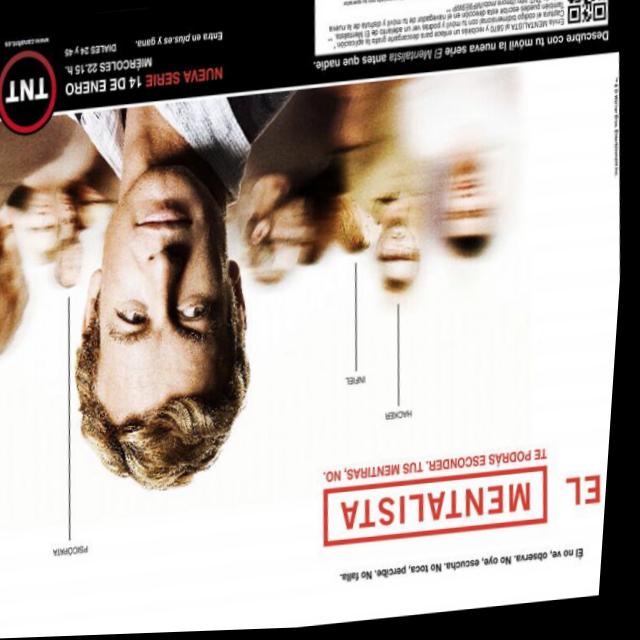 Él no ve, observa. No oye, escucha. No toca, percibe. No falla.
EL MENTALISTA
TE PODRÁS ESCONDER. TUS MENTIRAS, NO.
PSICÓPATA
HACKER
INFIEL
TNT
NUEVA SERIE 14 DE ENERO
MIÉRCOLES 22.15 h.
DIALES 24 y 45
Entra en plus.es y gana.
Descubre con tu móvil la nueva serie El Mentalista antes que nadie.